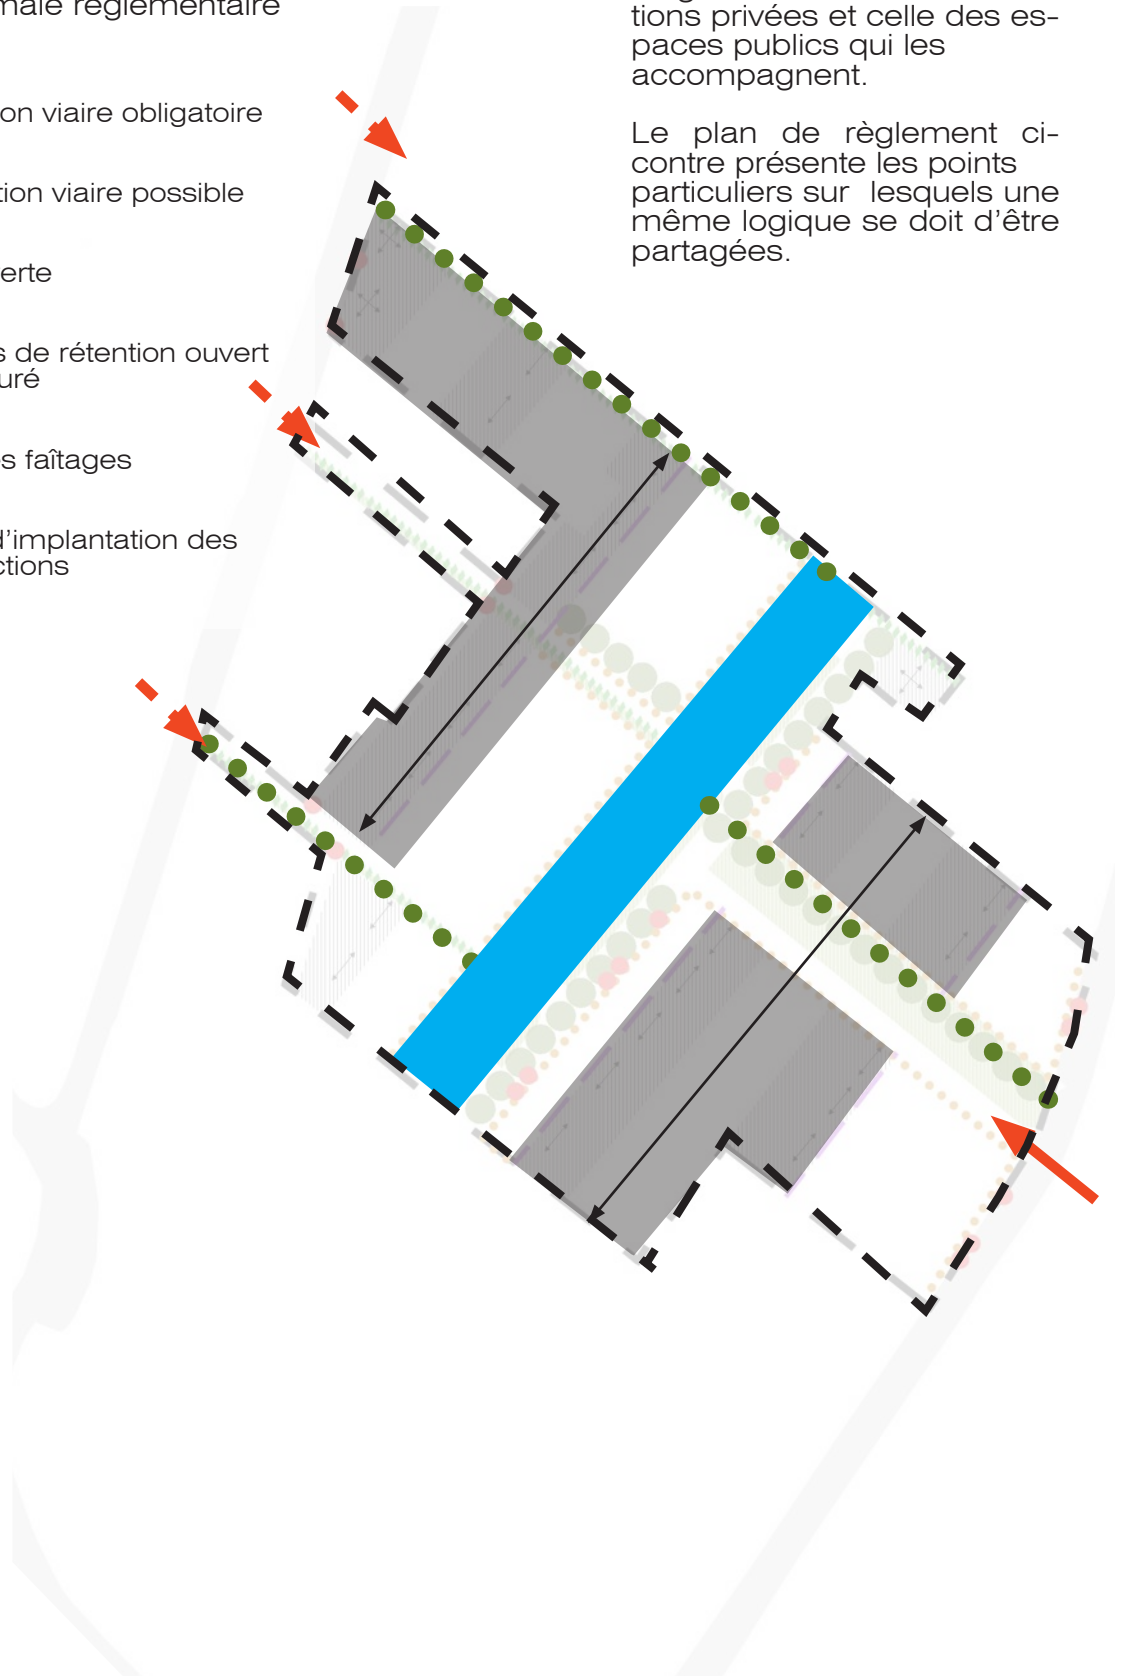 male réglementaire
on viaire obligatoire
tion viaire possible
erte
s de rétention ouvert
uré
s faîtages
d'implantation des
ctions
tions privées et celle des es-
paces publics qui les
accompagnent.
Le plan de règlement ci-
contre présente les points
particuliers sur lesquels une
même logique se doit d'être
partagées.